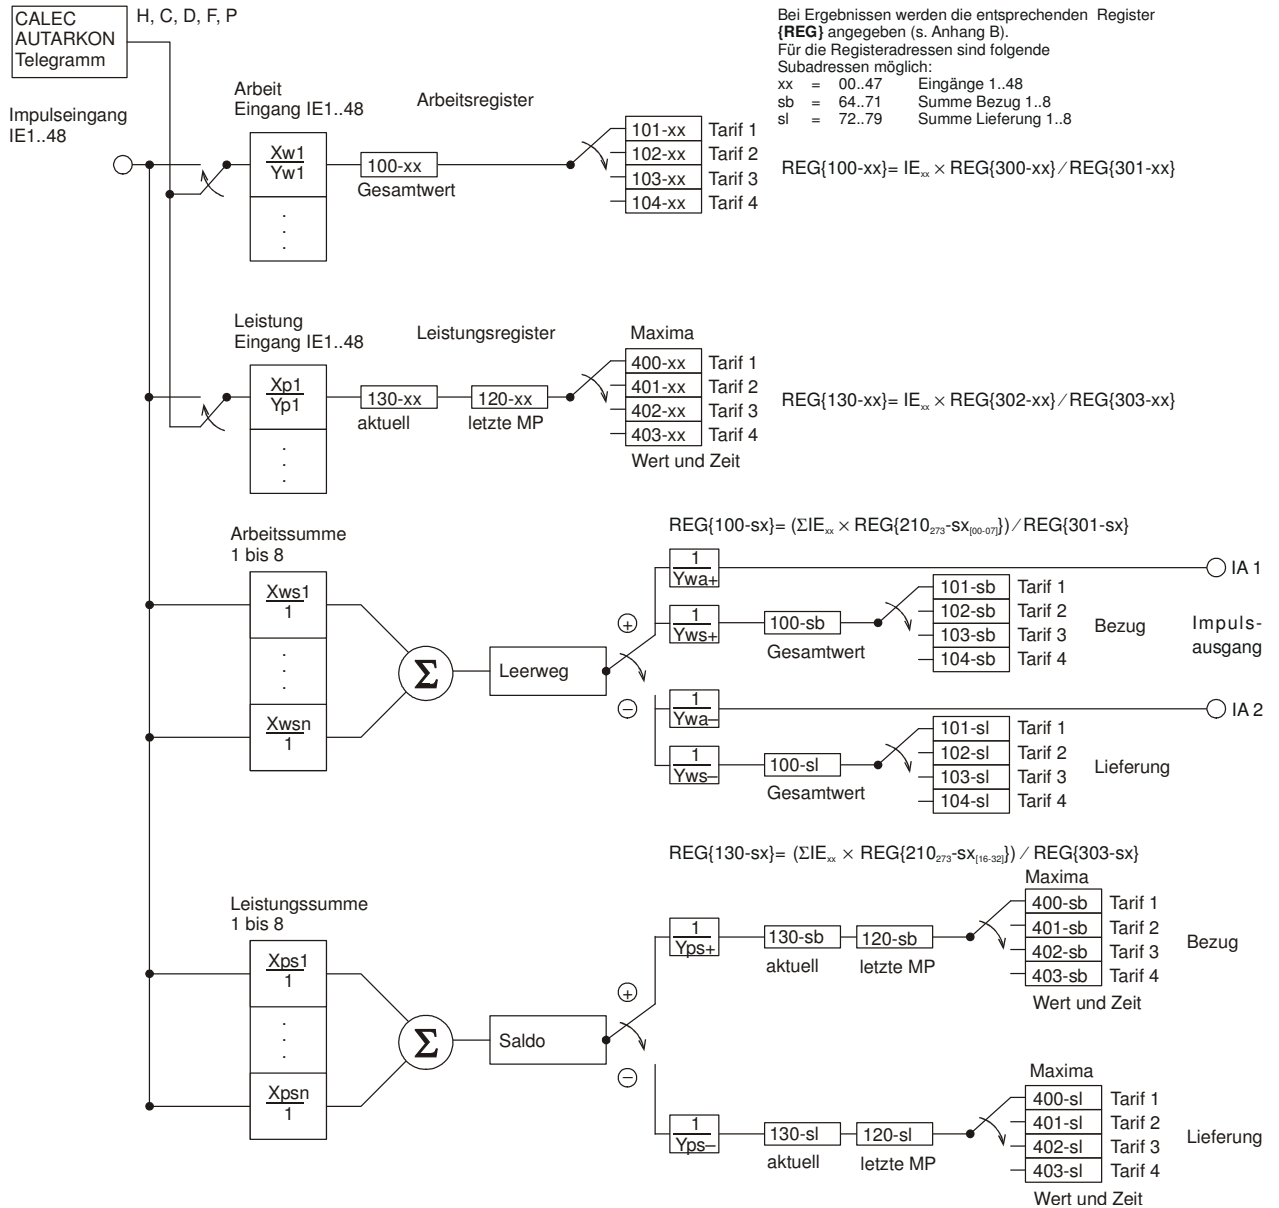 CALEC
AUTARKON
Telegramm
H, C, D, F, P
Bei Ergebnissen werden die entsprechenden Register
{REG} angegeben (s. Anhang B).
Für die Registeradressen sind folgende
Subadressen möglich:
xx = 00..47 Eingänge 1..48
sb = 64..71 Summe Bezug 1..8
sl = 72..79 Summe Lieferung 1..8
Impulseingang
IE1..48
Arbeit
Eingang IE1..48
Arbeitsregister
Xw1
Yw1
.
.
.
100-xx
Gesamtwert
101-xx Tarif 1
102-xx Tarif 2
103-xx Tarif 3
104-xx Tarif 4
REG{100-xx}= IExx × REG{300-xx} ⁄ REG{301-xx}
Leistung
Eingang IE1..48
Leistungsregister
Maxima
Xp1
Yp1
.
.
.
130-xx
aktuell
120-xx
letzte MP
400-xx Tarif 1
401-xx Tarif 2
402-xx Tarif 3
403-xx Tarif 4
Wert und Zeit
REG{130-xx}= IExx × REG{302-xx} ⁄ REG{303-xx}
Arbeitssumme
1 bis 8
REG{100-sx}= (ΣIExx × REG{210273-sx[00-07]}) ⁄ REG{301-sx}
Xws1
1
.
.
.
Xwsn
1
Σ
Leerweg
+
−
1
Ywa+
IA 1
1
Yws+
100-sb
Gesamtwert
101-sb Tarif 1
102-sb Tarif 2
103-sb Tarif 3
104-sb Tarif 4
Bezug
Impuls-
ausgang
1
Ywa−
IA 2
1
Yws−
100-sl
Gesamtwert
101-sl Tarif 1
102-sl Tarif 2
103-sl Tarif 3
104-sl Tarif 4
Lieferung
REG{130-sx}= (ΣIExx × REG{210273-sx[16-32]}) ⁄ REG{303-sx}
Leistungssumme
1 bis 8
Xps1
1
.
.
.
Xpsn
1
Σ
Saldo
+
−
1
Yps+
130-sb
aktuell
120-sb
letzte MP
Maxima
400-sb Tarif 1
401-sb Tarif 2
402-sb Tarif 3
403-sb Tarif 4
Wert und Zeit
Bezug
1
Yps−
130-sl
aktuell
120-sl
letzte MP
Maxima
400-sl Tarif 1
401-sl Tarif 2
402-sl Tarif 3
403-sl Tarif 4
Wert und Zeit
Lieferung